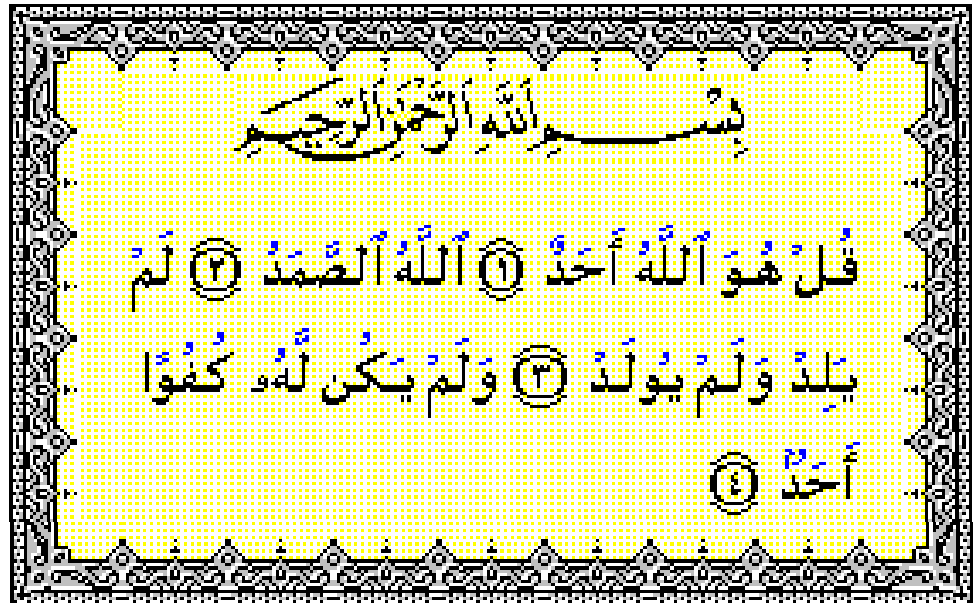 بِسْمِ ٱللَّهِ ٱلرَّحْمَٰنِ ٱلرَّحِيمِ
قُلْ هُوَ ٱللَّهُ أَحَدٌ ١ ٱللَّهُ ٱلصَّمَدُ ٢ لَمْ
يَلِدْ وَلَمْ يُولَدْ ٣ وَلَمْ يَكُن لَّهُۥ كُفُوًا
أَحَدٌۢ ٤